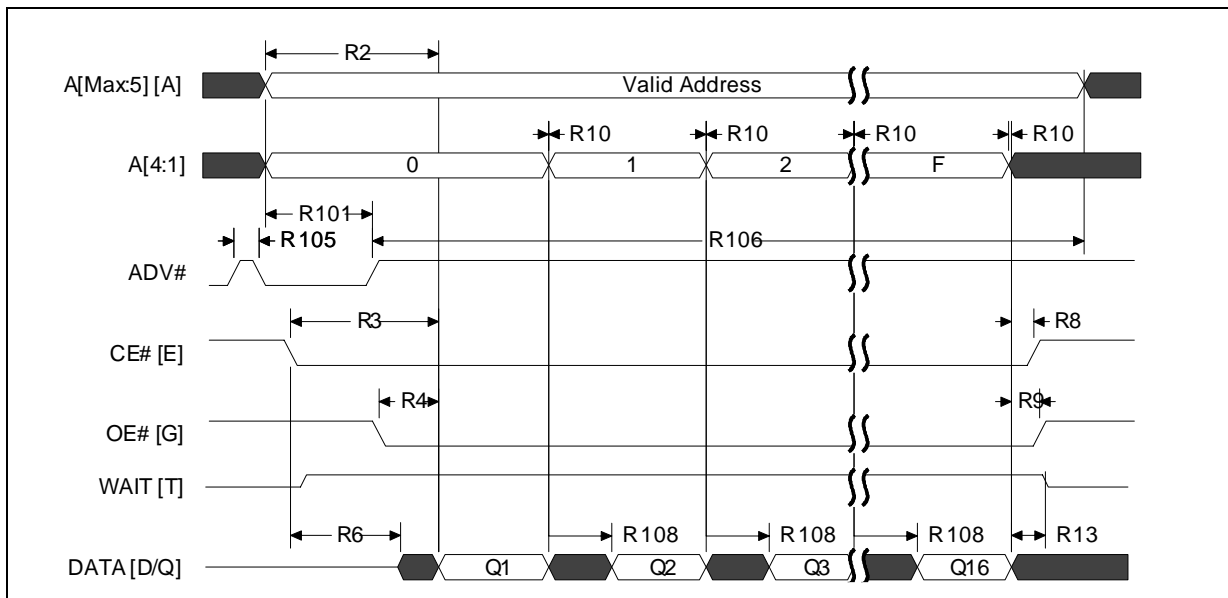 R2
A[Max:5] [A] Valid Address
R10 R10 R10 R10
A[4:1] 0 1 2 F
R101
R105 R106
ADV#
R3 R8
CE# [E]
R4 R9
OE# [G]
WAIT [T]
R6 R108 R108 R108 R13
DATA [D/Q] Q1 Q2 Q3 Q16